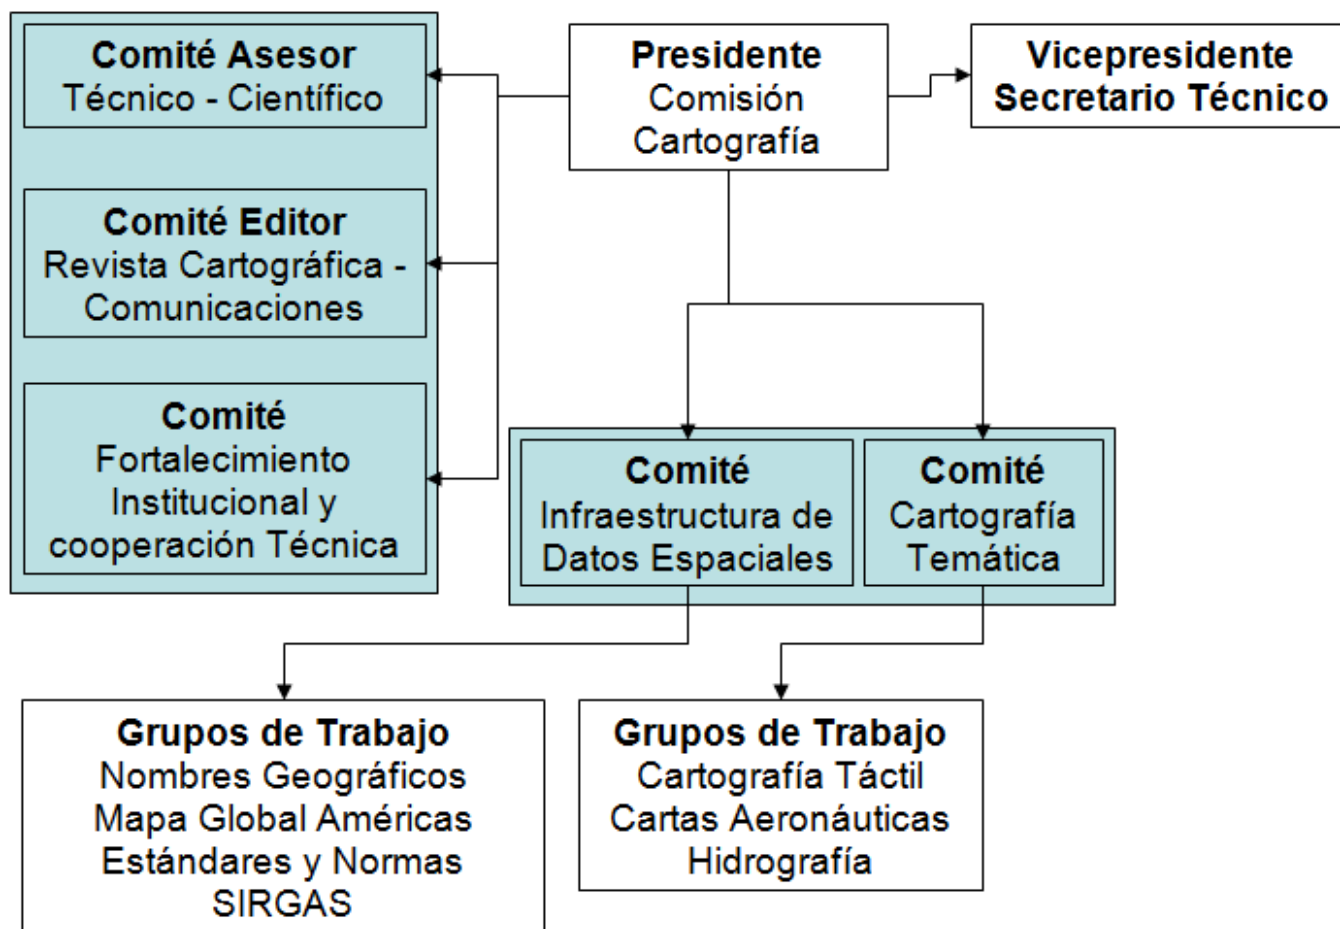 Comité Asesor
Técnico - Científico
Presidente
Comisión
Cartografía
Vicepresidente
Secretario Técnico
Comité Editor
Revista Cartográfica -
Comunicaciones
Comité
Fortalecimiento
Institucional y
cooperación Técnica
Comité
Infraestructura de
Datos Espaciales
Comité
Cartografía
Temática
Grupos de Trabajo
Nombres Geográficos
Mapa Global Américas
Estándares y Normas
SIRGAS
Grupos de Trabajo
Cartografía Táctil
Cartas Aeronáuticas
Hidrografía